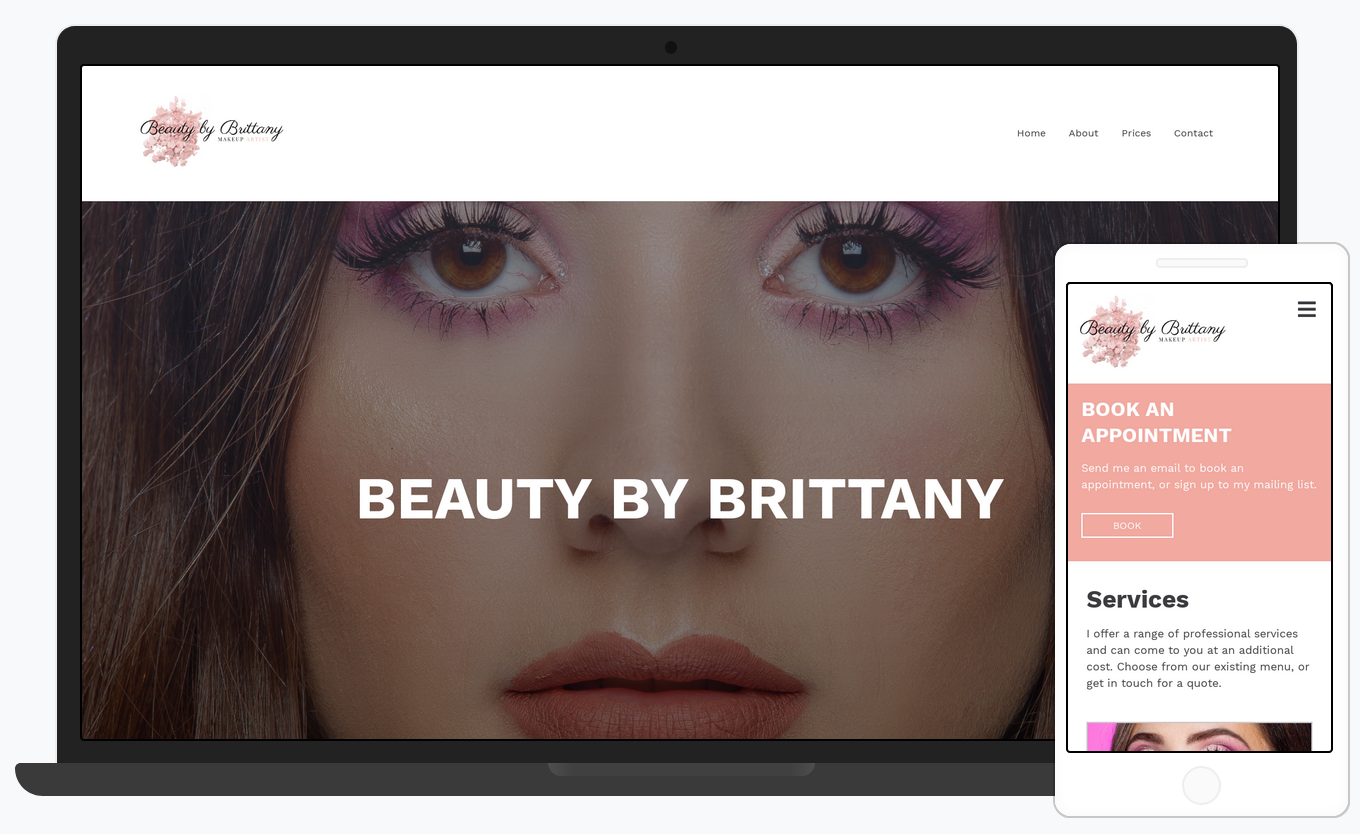 Beauty by Brittany
MAKEUP ARTIST
Home About Prices Contact
BEAUTY BY BRITTANY
Beauty by Brittany
MAKEUP ARTIST
BOOK AN
APPOINTMENT
Send me an email to book an
appointment, or sign up to my mailing list.
BOOK
Services
I offer a range of professional services
and can come to you at an additional
cost. Choose from our existing menu, or
get in touch for a quote.